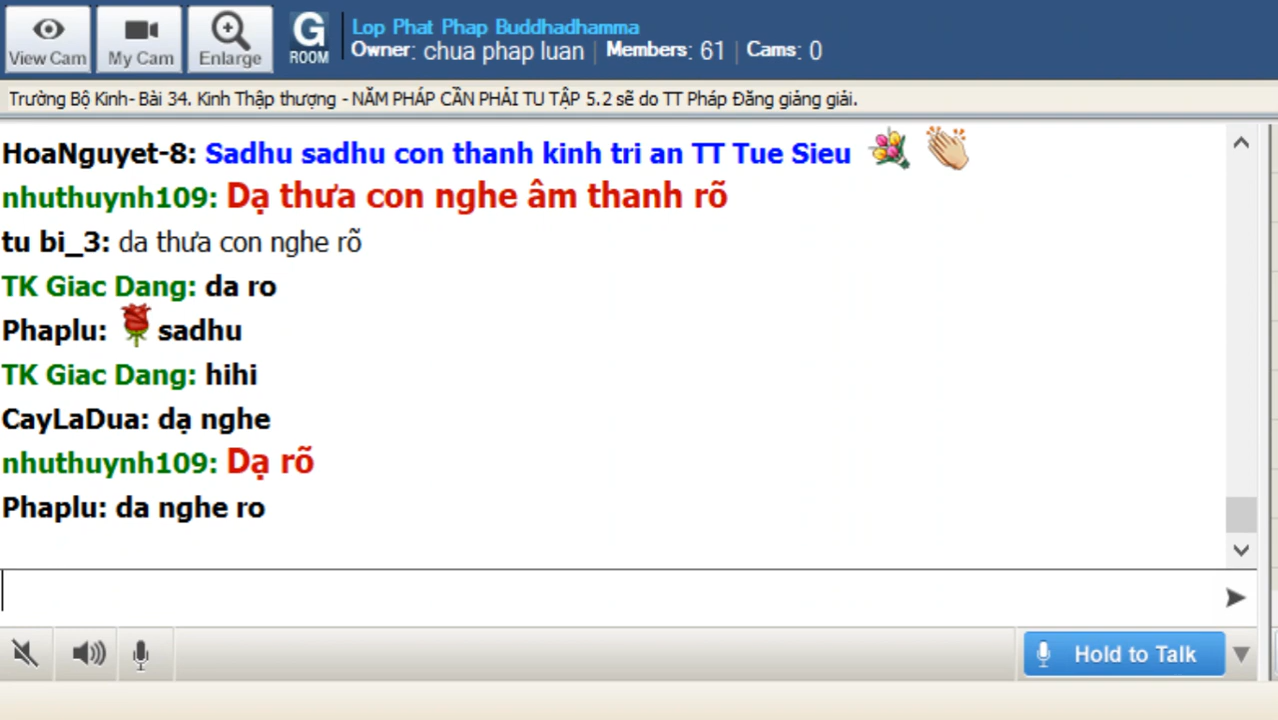 Lop Phat Phap Buddhadhamma
View Cam My Cam Enlarge G ROOM Owner: chua phap luan | Members: 61 | Cams: 0
Trường Bộ Kinh- Bài 34. Kinh Thập thượng - NĂM PHÁP CẦN PHẢI TU TẬP 5.2 sẽ do TT Pháp Đăng giảng giải.
HoaNguyet-8: Sadhu sadhu con thanh kinh tri an TT Tue Sieu
nhuthuynh109: Dạ thưa con nghe âm thanh rõ
tu bi_3: da thưa con nghe rõ
TK Giac Dang: da ro
Phaplu: sadhu
TK Giac Dang: hihi
CayLaDua: dạ nghe
nhuthuynh109: Dạ rõ
Phaplu: da nghe ro
Hold to Talk